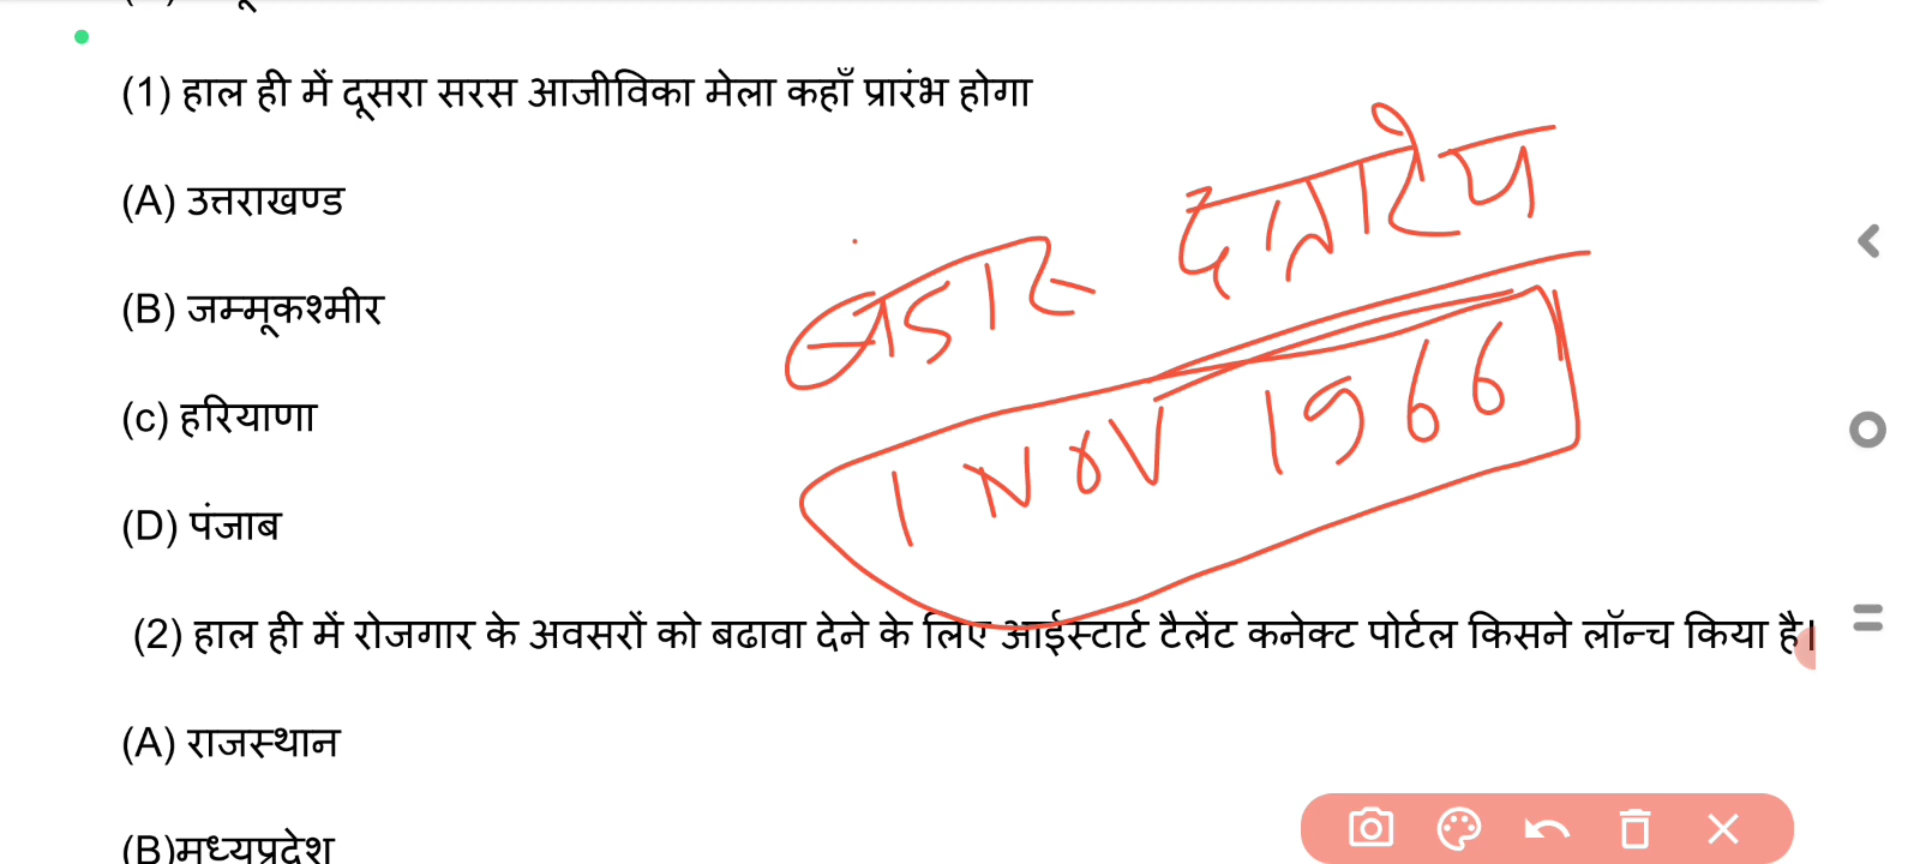 (1) हाल ही में दूसरा सरस आजीविका मेला कहाँ प्रारंभ होगा
(A) उत्तराखण्ड
(B) जम्मूकश्मीर
(c) हरियाणा
(D) पंजाब
बंडारू दत्तात्रेय
1 NOV 1966
(2) हाल ही में रोजगार के अवसरों को बढावा देने के लिए आईस्टार्ट टैलेंट कनेक्ट पोर्टल किसने लॉन्च किया है।
(A) राजस्थान
(B)मध्यप्रदेश